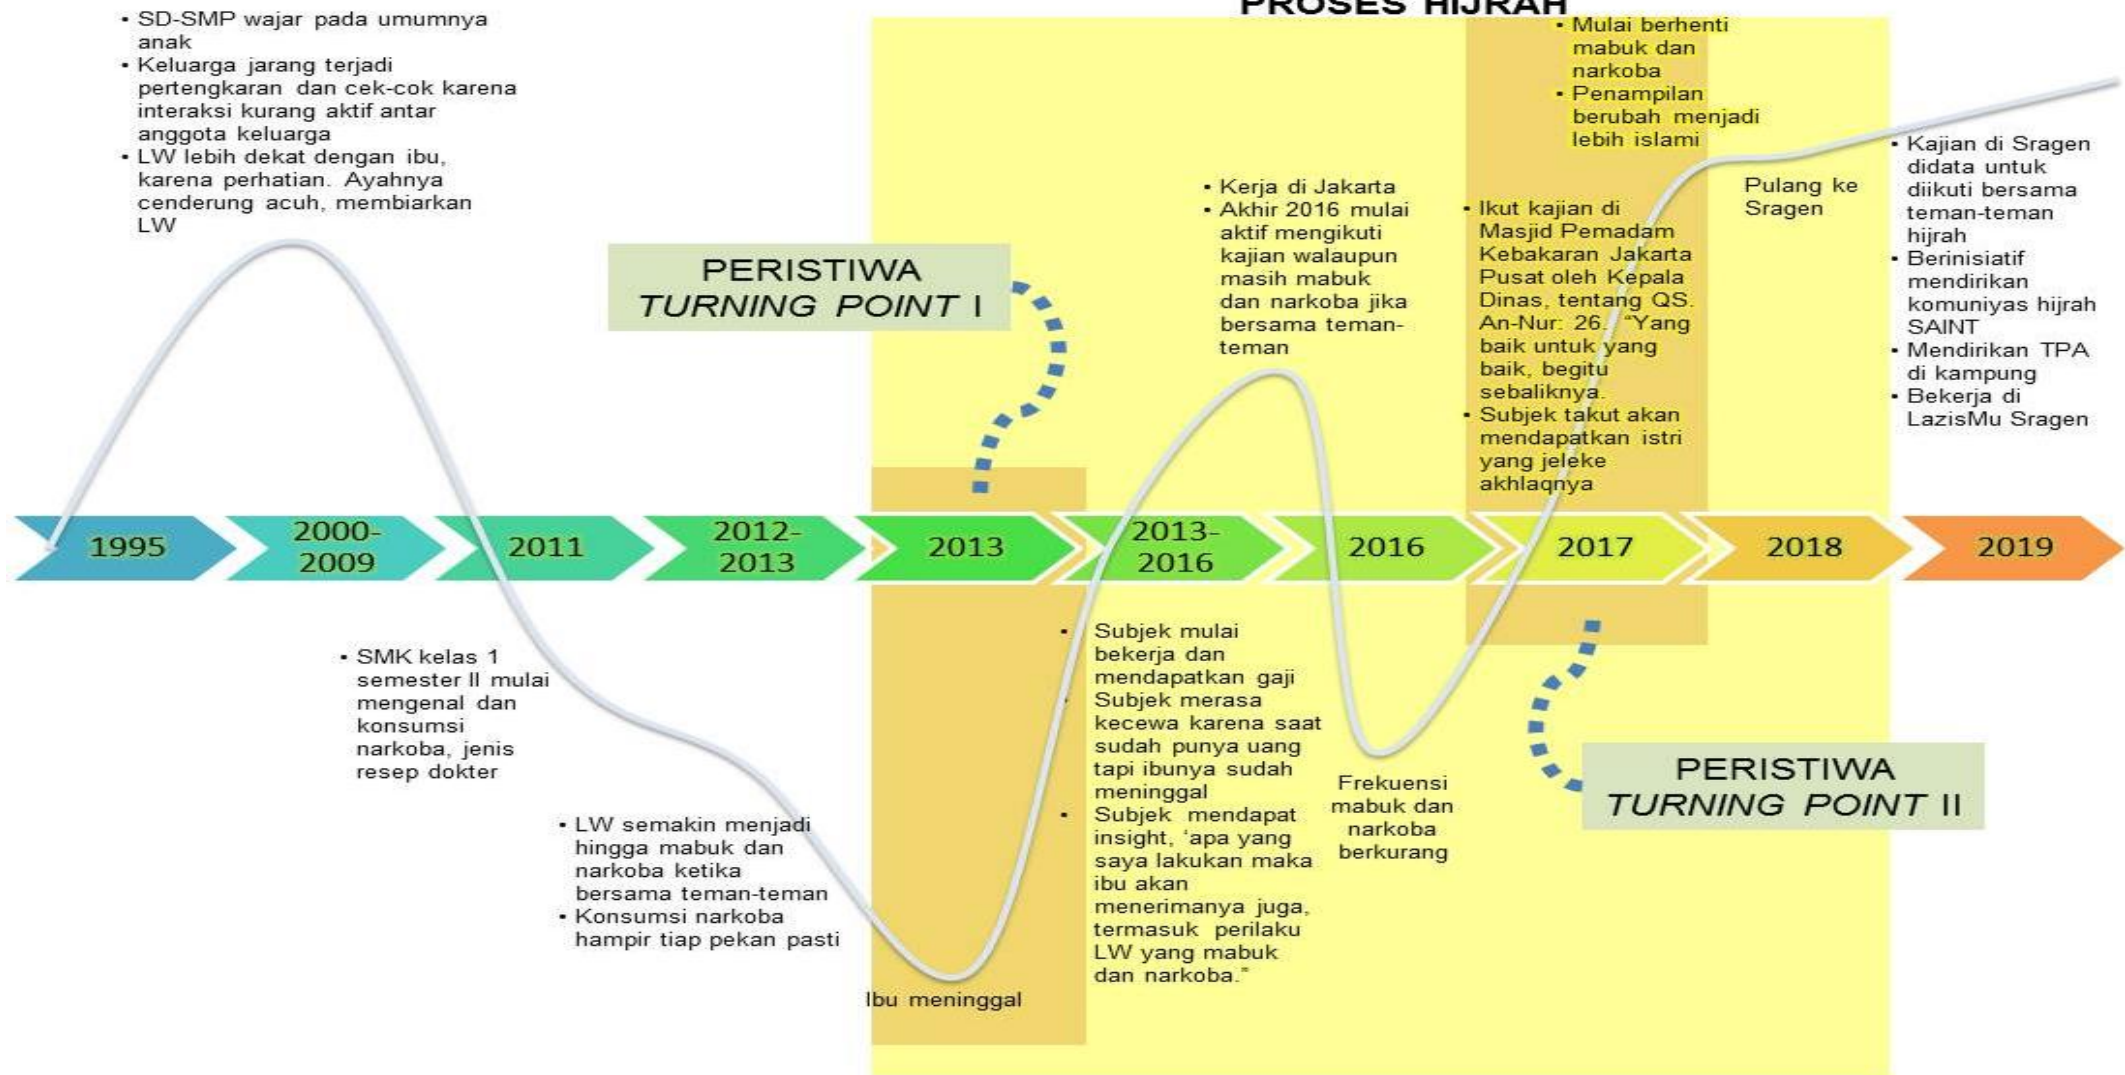 PROSES HIJRAH
• SD-SMP wajar pada umumnya
anak
• Keluarga jarang terjadi
pertengkaran dan cek-cok karena
interaksi kurang aktif antar
anggota keluarga
• LW lebih dekat dengan ibu,
karena perhatian. Ayahnya
cenderung acuh, membiarkan
LW
PERISTIWA
TURNING POINT I
• Kerja di Jakarta
• Akhir 2016 mulai
aktif mengikuti
kajian walaupun
masih mabuk
dan narkoba jika
bersama teman-
teman
• Mulai berhenti
mabuk dan
narkoba
• Penampilan
berubah menjadi
lebih islami
• Ikut kajian di
Masjid Pemadam
Kebakaran Jakarta
Pusat oleh Kepala
Dinas, tentang QS.
An-Nur: 26. “Yang
baik untuk yang
baik, begitu
sebaliknya.
• Subjek takut akan
mendapatkan istri
yang jeleke
akhlaqnya
Pulang ke
Sragen
• Kajian di Sragen
didata untuk
diikuti bersama
teman-teman
hijrah
• Berinisiatif
mendirikan
komuniyas hijrah
SAINT
• Mendirikan TPA
di kampung
• Bekerja di
LazisMu Sragen
1995
2000-
2009
2011
2012-
2013
2013
2013-
2016
2016
2017
2018
2019
• SMK kelas 1
semester II mulai
mengenal dan
konsumsi
narkoba, jenis
resep dokter
• LW semakin menjadi
hingga mabuk dan
narkoba ketika
bersama teman-teman
• Konsumsi narkoba
hampir tiap pekan pasti
Ibu meninggal
• Subjek mulai
bekerja dan
mendapatkan gaji
• Subjek merasa
kecewa karena saat
sudah punya uang
tapi ibunya sudah
meninggal
• Subjek mendapat
insight, ‘apa yang
saya lakukan maka
ibu akan
menerimanya juga,
termasuk perilaku
LW yang mabuk
dan narkoba.”
Frekuensi
mabuk dan
narkoba
berkurang
PERISTIWA
TURNING POINT II